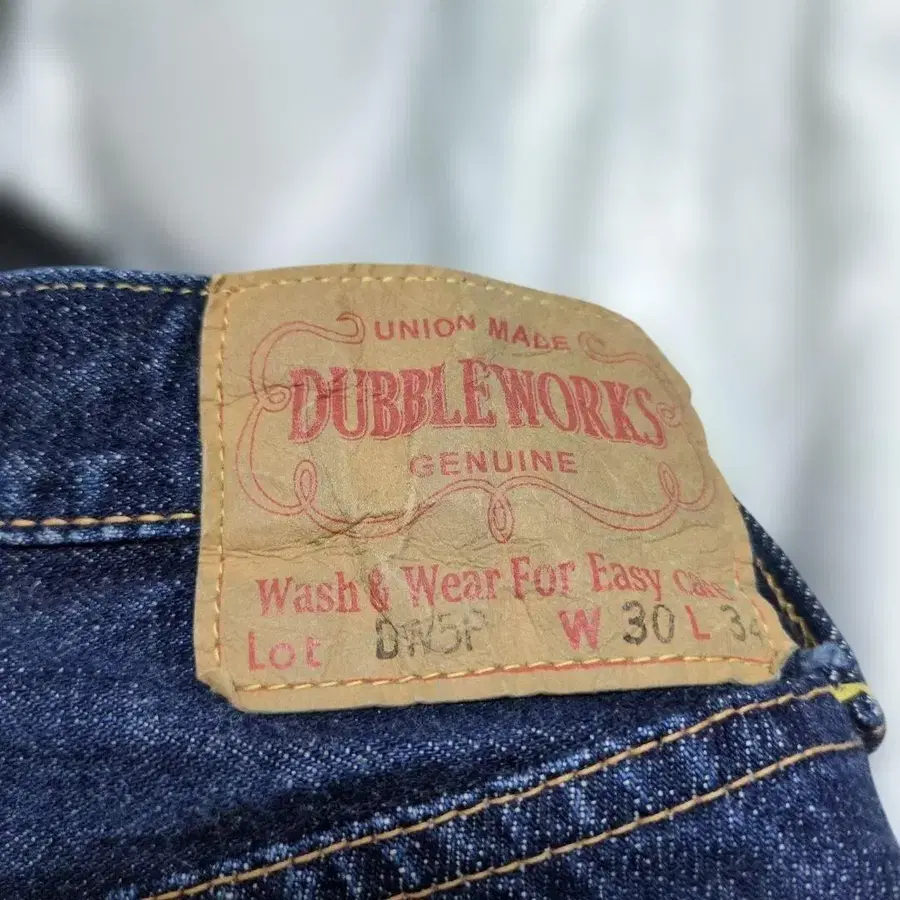 UNION MADE
DUBBLEWORKS
GENUINE
Wash & Wear For Easy care
Lot DW5P W 30 L 34